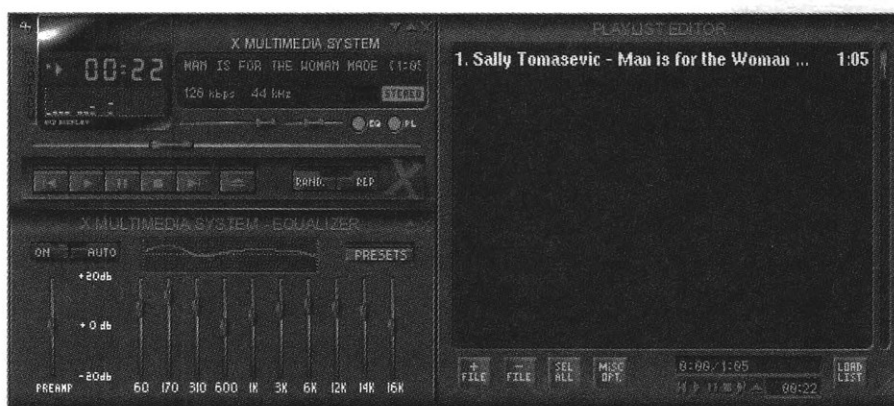 X MULTIMEDIA SYSTEM
00:22
MAN IS FOR THE WOMAN MADE (1:05
128 kbps 44 kHz STEREO
EQ PL
RAND. REP
X MULTIMEDIA SYSTEM - EQUALIZER
ON AUTO PRESETS
+20db
+0 db
-20db
PREAMP 60 170 310 600 1K 3K 6K 12K 14K 16K
PLAYLIST EDITOR
1. Sally Tomasevic - Man is for the Woman ... 1:05
+ FILE
- FILE
SEL ALL
MISC OPT.
0:00/1:05
00:22
LOAD LIST